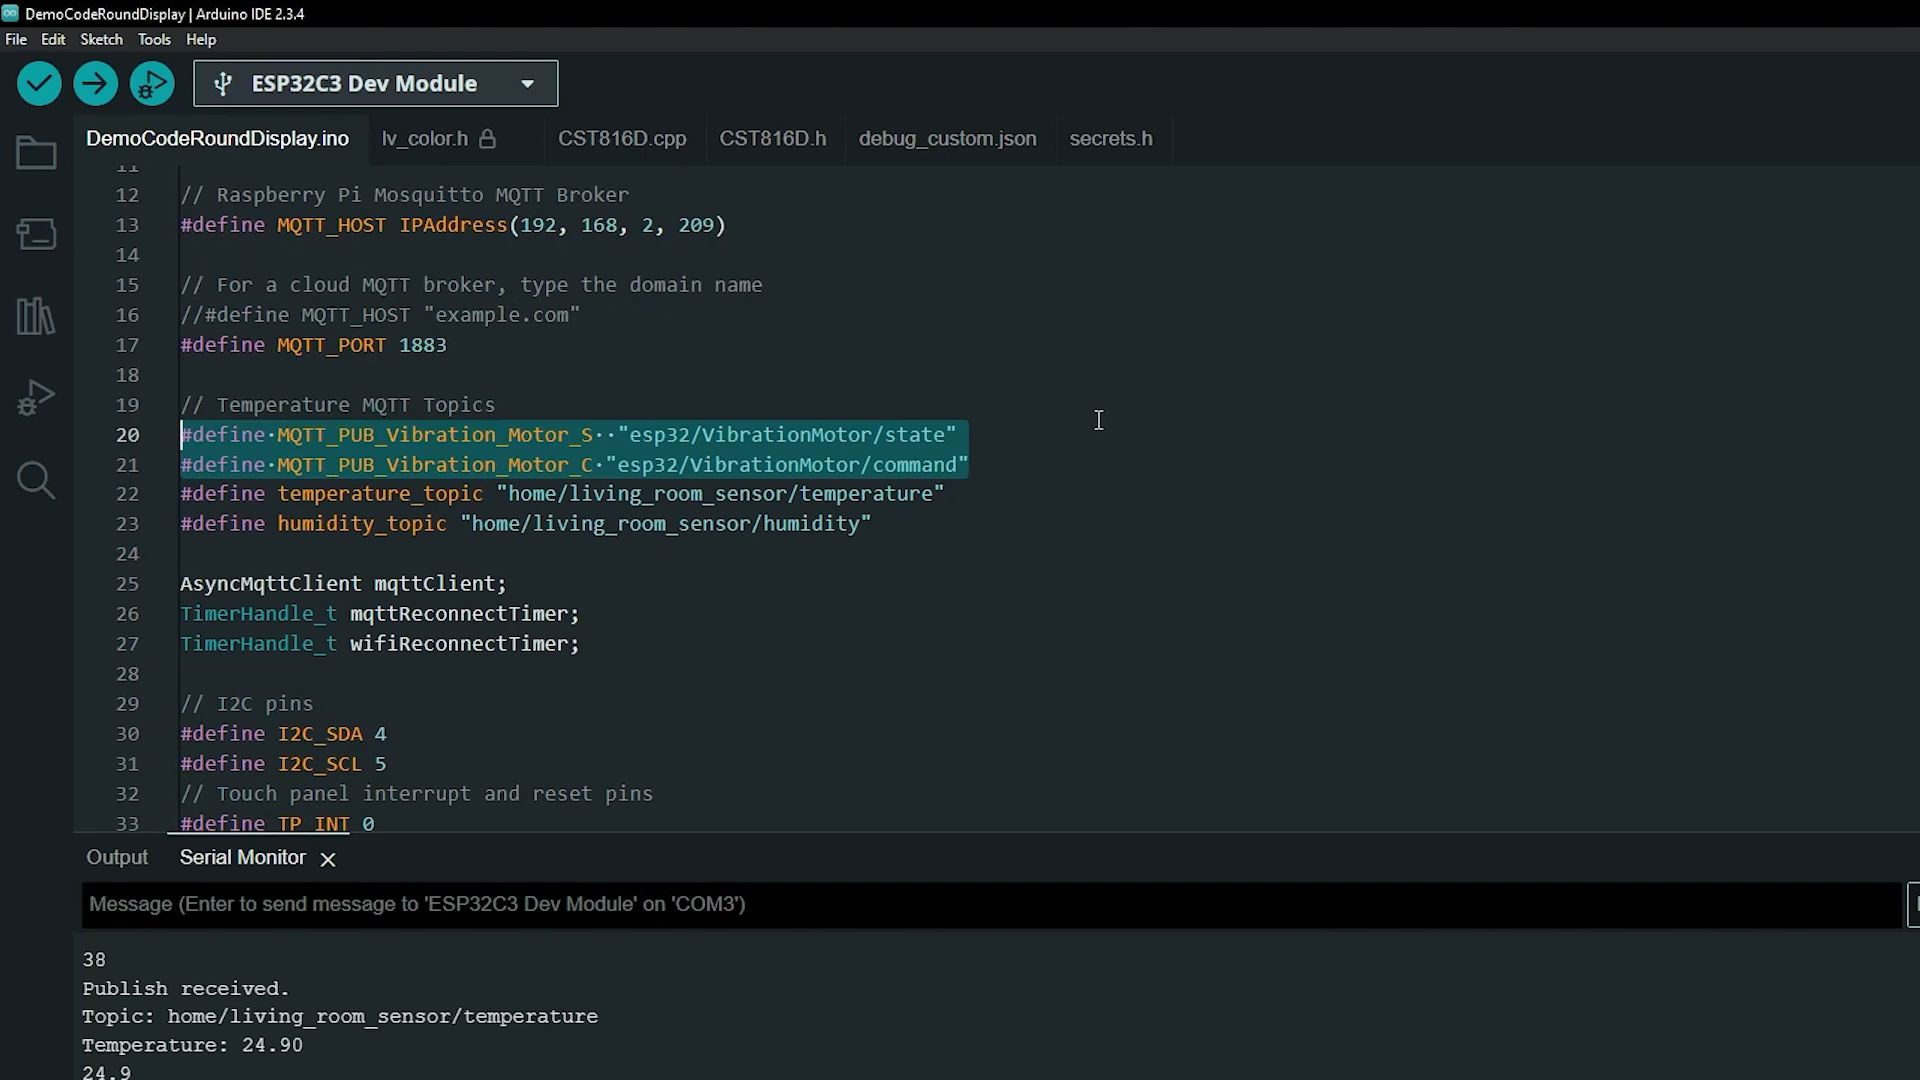 DemoCodeRoundDisplay | Arduino IDE 2.3.4
File Edit Sketch Tools Help
ESP32C3 Dev Module
DemoCodeRoundDisplay.ino lv_color.h CST816D.cpp CST816D.h debug_custom.json secrets.h
11
12 // Raspberry Pi Mosquitto MQTT Broker
13 #define MQTT_HOST IPAddress(192, 168, 2, 209)
14
15 // For a cloud MQTT broker, type the domain name
16 //#define MQTT_HOST "example.com"
17 #define MQTT_PORT 1883
18
19 // Temperature MQTT Topics
20 #define·MQTT_PUB_Vibration_Motor_S··"esp32/VibrationMotor/state"
21 #define·MQTT_PUB_Vibration_Motor_C·"esp32/VibrationMotor/command"
22 #define temperature_topic "home/living_room_sensor/temperature"
23 #define humidity_topic "home/living_room_sensor/humidity"
24
25 AsyncMqttClient mqttClient;
26 TimerHandle_t mqttReconnectTimer;
27 TimerHandle_t wifiReconnectTimer;
28
29 // I2C pins
30 #define I2C_SDA 4
31 #define I2C_SCL 5
32 // Touch panel interrupt and reset pins
33 #define TP_INT 0
Output Serial Monitor
Message (Enter to send message to 'ESP32C3 Dev Module' on 'COM3')
38
Publish received.
Topic: home/living_room_sensor/temperature
Temperature: 24.90
24.9